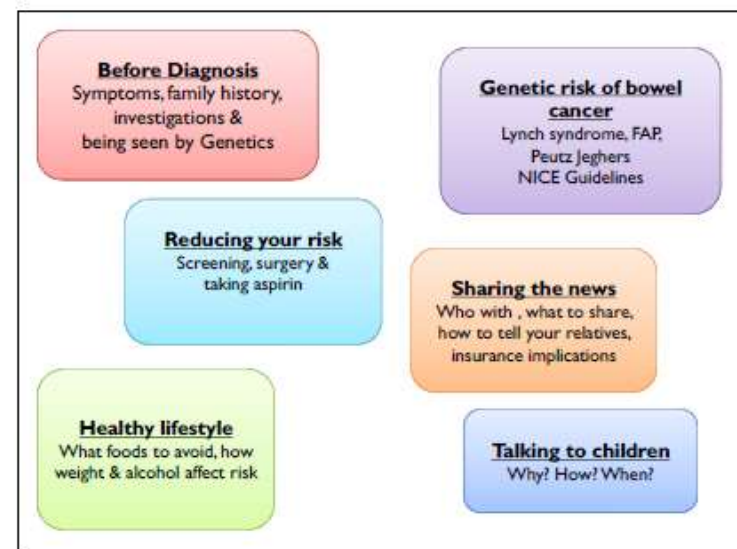 Before Diagnosis
Symptoms, family history,
investigations &
being seen by Genetics
Genetic risk of bowel
cancer
Lynch syndrome, FAP,
Peutz Jeghers
NICE Guidelines
Reducing your risk
Screening, surgery &
taking aspirin
Sharing the news
Who with , what to share,
how to tell your relatives,
insurance implications
Healthy lifestyle
What foods to avoid, how
weight & alcohol affect risk
Talking to children
Why? How? When?